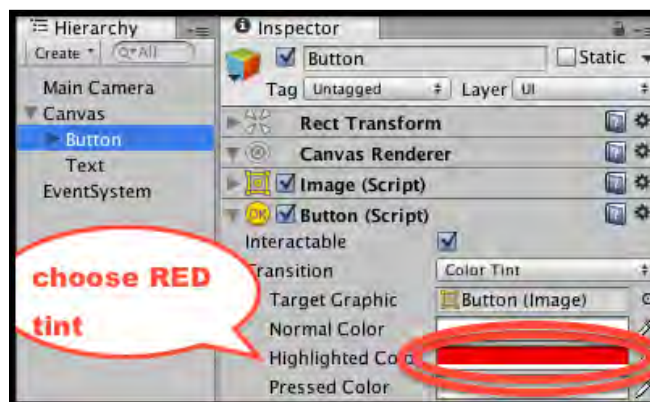 Hierarchy
Create
All
Main Camera
Canvas
Button
Text
EventSystem
Inspector
Button
Static
Tag Untagged Layer UI
Rect Transform
Canvas Renderer
Image (Script)
OK Button (Script)
Interactable
Transition Color Tint
Target Graphic Button (Image)
Normal Color
Highlighted Co
Pressed Color
choose RED
tint